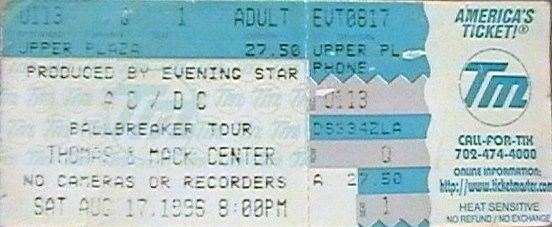 0113 Q 1 ADULT
UPPER PLAZA 27.50
PRODUCED BY EVENING STAR
AC/DC
BALLBREAKER TOUR
THOMAS & MACK CENTER
NO CAMERAS OR RECORDERS
SAT AUG 17,1996 8:00PM
EVT0817
UPPER PL
PHONE
0113
ROW Q
A 27.50
SEAT 1
AMERICA'S
TICKET!®
Tm
CALL-FOR-TIX
702-474-4000
ONLINE INFORMATION:
http://www.ticketmaster.com
HEAT SENSITIVE
NO REFUND / NO EXCHANGE